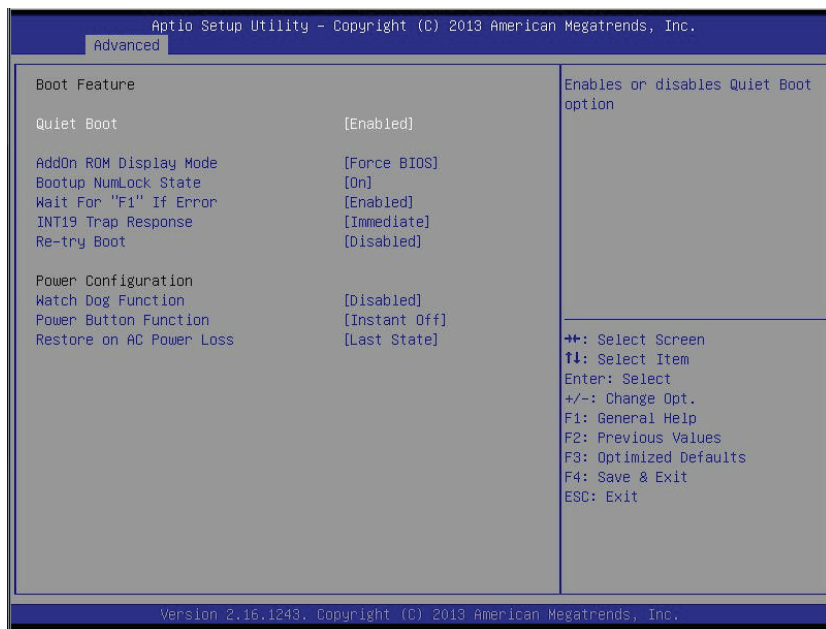 Aptio Setup Utility – Copyright (C) 2013 American Megatrends, Inc.
Advanced
Boot Feature
Quiet Boot [Enabled]
AddOn ROM Display Mode [Force BIOS]
Bootup NumLock State [On]
Wait For "F1" If Error [Enabled]
INT19 Trap Response [Immediate]
Re-try Boot [Disabled]
Power Configuration
Watch Dog Function [Disabled]
Power Button Function [Instant Off]
Restore on AC Power Loss [Last State]
Enables or disables Quiet Boot
option
→←: Select Screen
↑↓: Select Item
Enter: Select
+/-: Change Opt.
F1: General Help
F2: Previous Values
F3: Optimized Defaults
F4: Save & Exit
ESC: Exit
Version 2.16.1243. Copyright (C) 2013 American Megatrends, Inc.